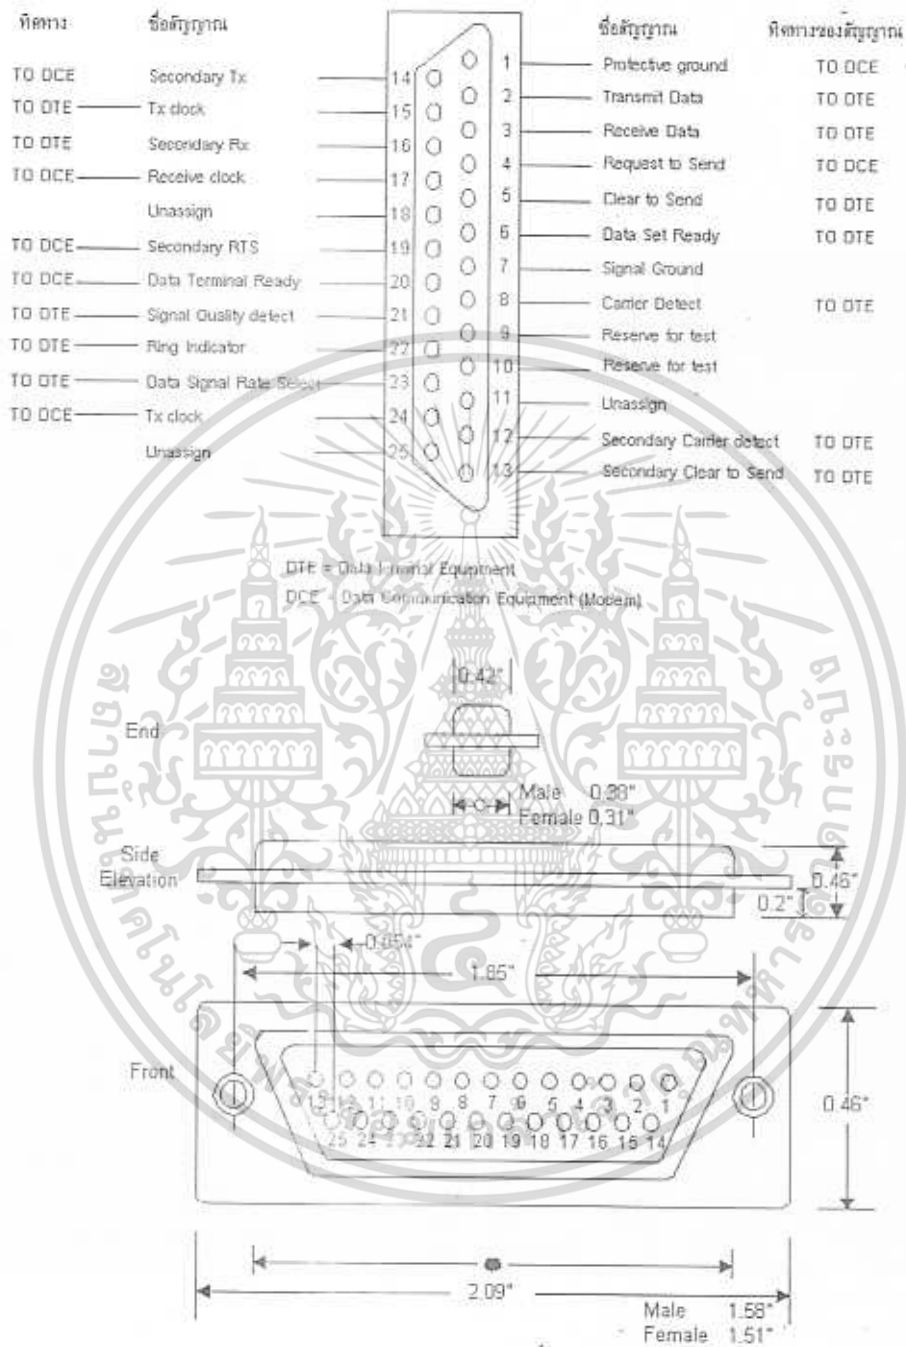 ทิศทาง ชื่อสัญญาณ ชื่อสัญญาณ ทิศทางของสัญญาณ
TO DCE Secondary Tx 14 1 Protective ground TO DCE
TO DTE Tx clock 15 2 Transmit Data TO DTE
TO DTE Secondary Rx 16 3 Receive Data TO DTE
TO DCE Receive clock 17 4 Request to Send TO DCE
Unassign 18 5 Clear to Send TO DTE
TO DCE Secondary RTS 19 6 Data Set Ready TO DTE
TO DCE Data Terminal Ready 20 7 Signal Ground
TO DTE Signal Quality detect 21 8 Carrier Detect TO DTE
TO DTE Ring Indicator 22 9 Reserve for test
TO DTE Data Signal Rate Select 23 10 Reserve for test
TO DCE Tx clock 24 11 Unassign
Unassign 25 12 Secondary Carrier detect TO DTE
13 Secondary Clear to Send TO DTE
DTE = Data Terminal Equipment
DCE = Data Communication Equipment (Modem)
0.42"
End
Male 0.38"
Female 0.31"
Side
Elevation
0.46"
0.2"
0.054"
1.85"
Front
13 12 11 10 9 8 7 6 5 4 3 2 1
25 24 23 22 21 20 19 18 17 16 15 14
0.46"
2.09"
Male 1.58"
Female 1.51"